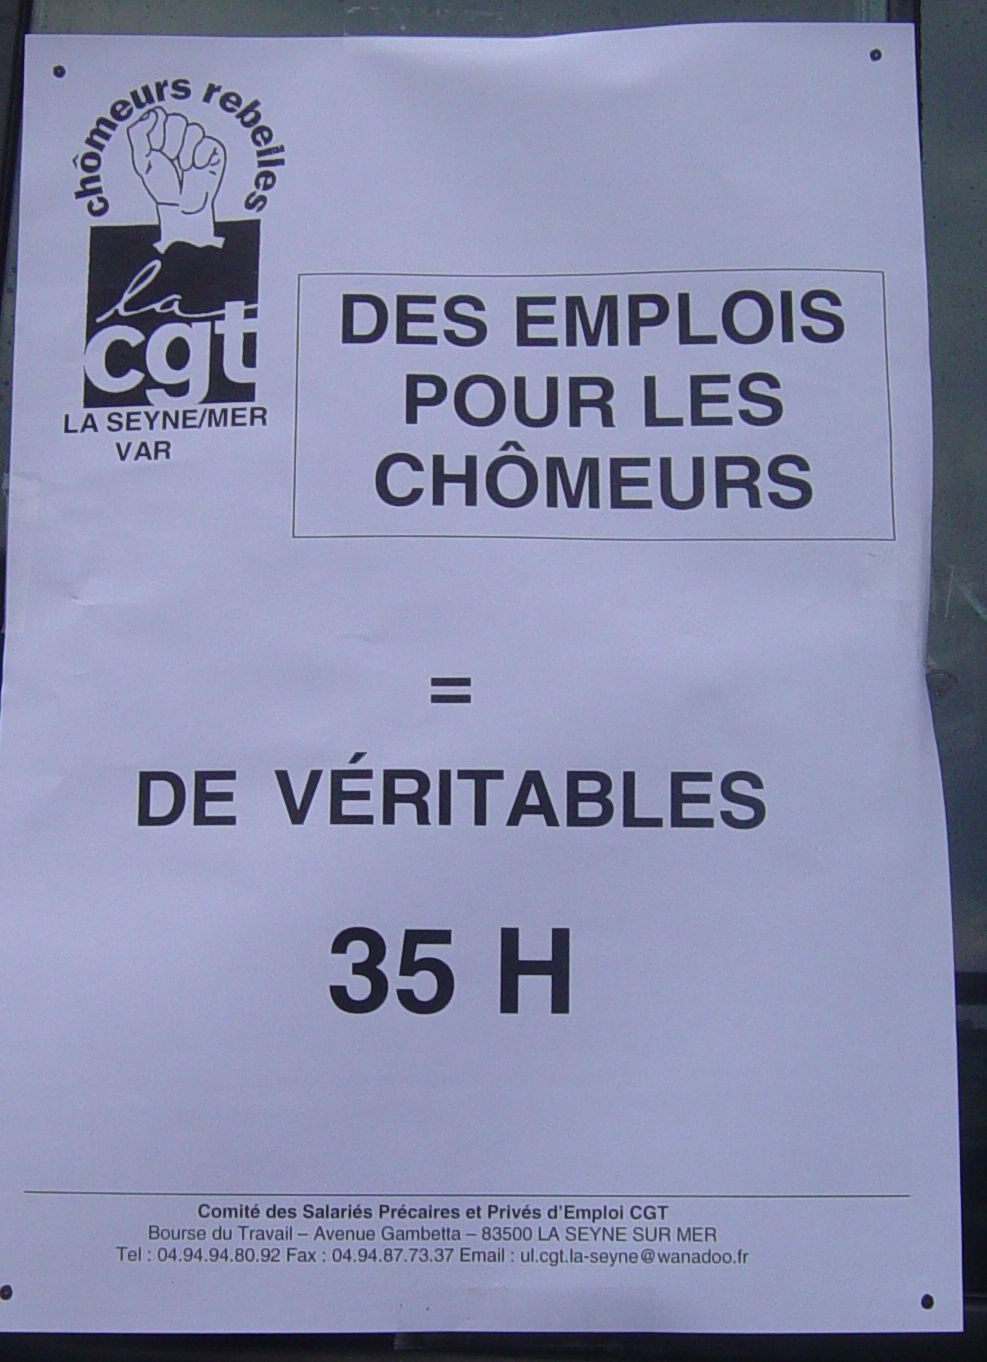 chômeurs rebelles
la
cgt
LA SEYNE/MER
VAR
DES EMPLOIS
POUR LES
CHÔMEURS
=
DE VÉRITABLES
35 H
Comité des Salariés Précaires et Privés d'Emploi CGT
Bourse du Travail – Avenue Gambetta – 83500 LA SEYNE SUR MER
Tel : 04.94.94.80.92 Fax : 04.94.87.73.37 Email : ul.cgt.la-seyne@wanadoo.fr